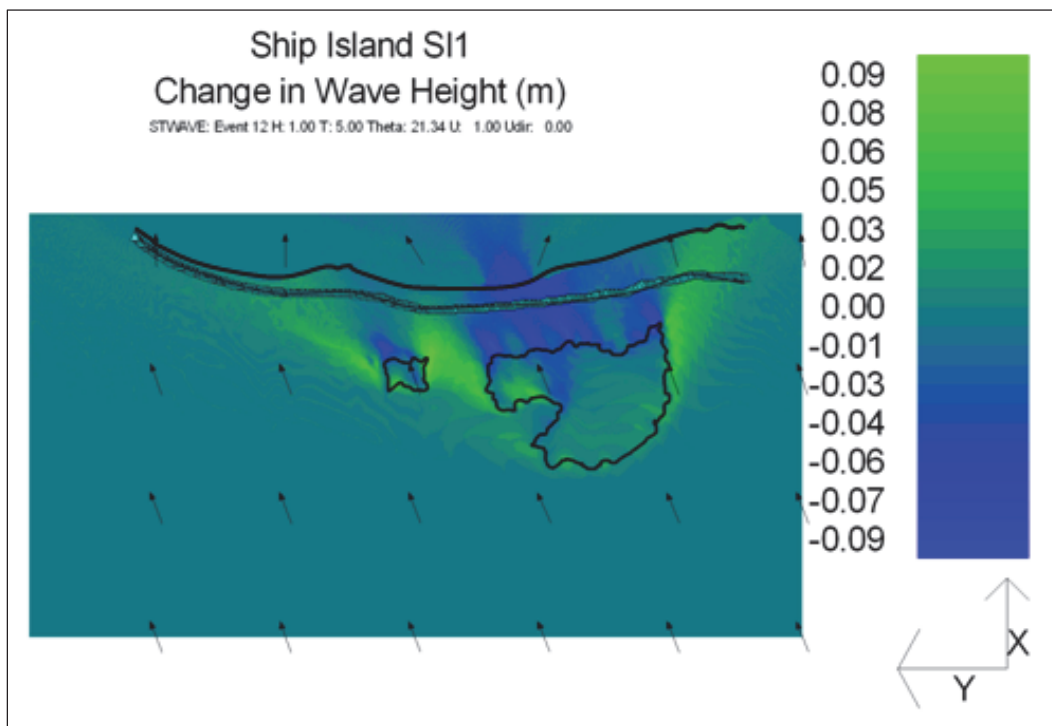 Ship Island SI1
Change in Wave Height (m)
STWAVE: Event 12 H: 1.00 T: 5.00 Theta: 21.34 U: 1.00 Udir: 0.00
0.09
0.08
0.06
0.05
0.03
0.02
0.00
-0.01
-0.03
-0.04
-0.06
-0.07
-0.09
X
Y